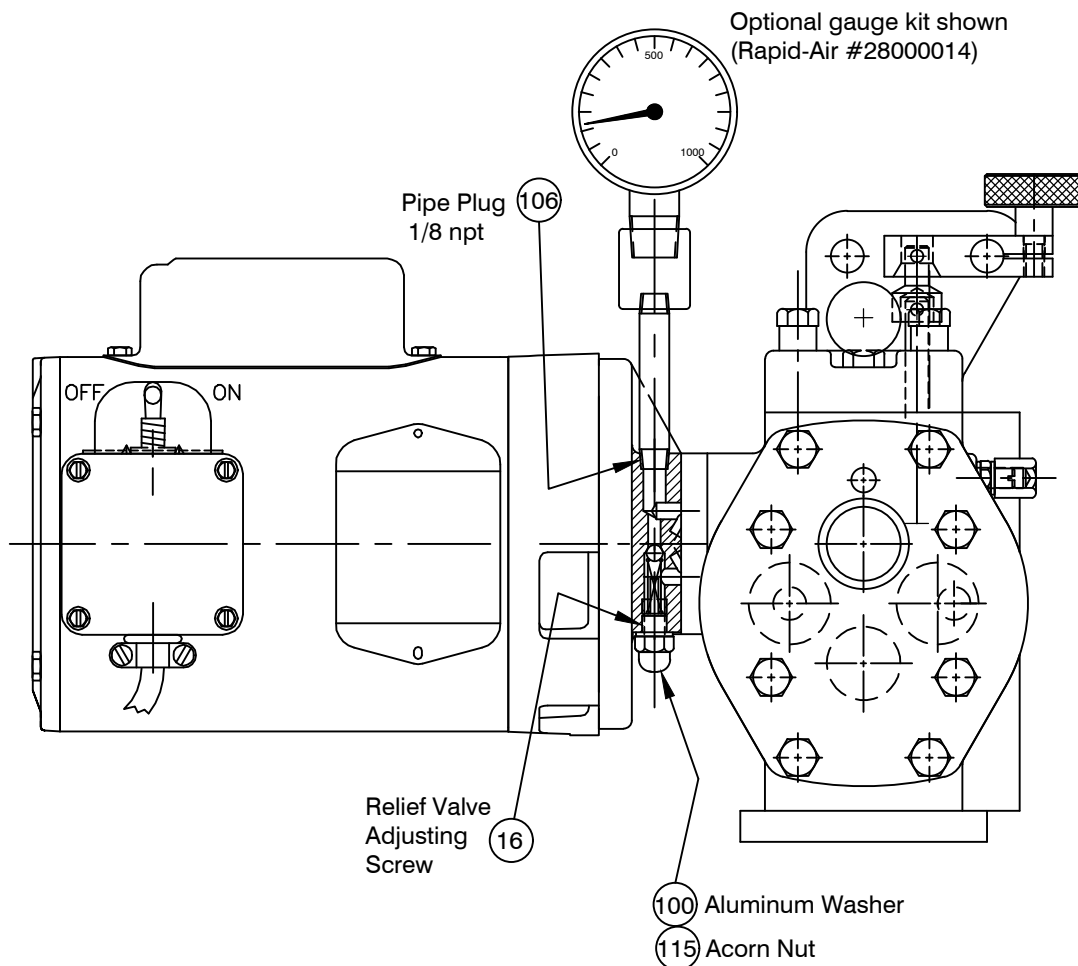 Optional gauge kit shown
(Rapid-Air #28000014)
500
0
1000
Pipe Plug 106
1/8 npt
OFF ON
Relief Valve
Adjusting 16
Screw
100 Aluminum Washer
115 Acorn Nut